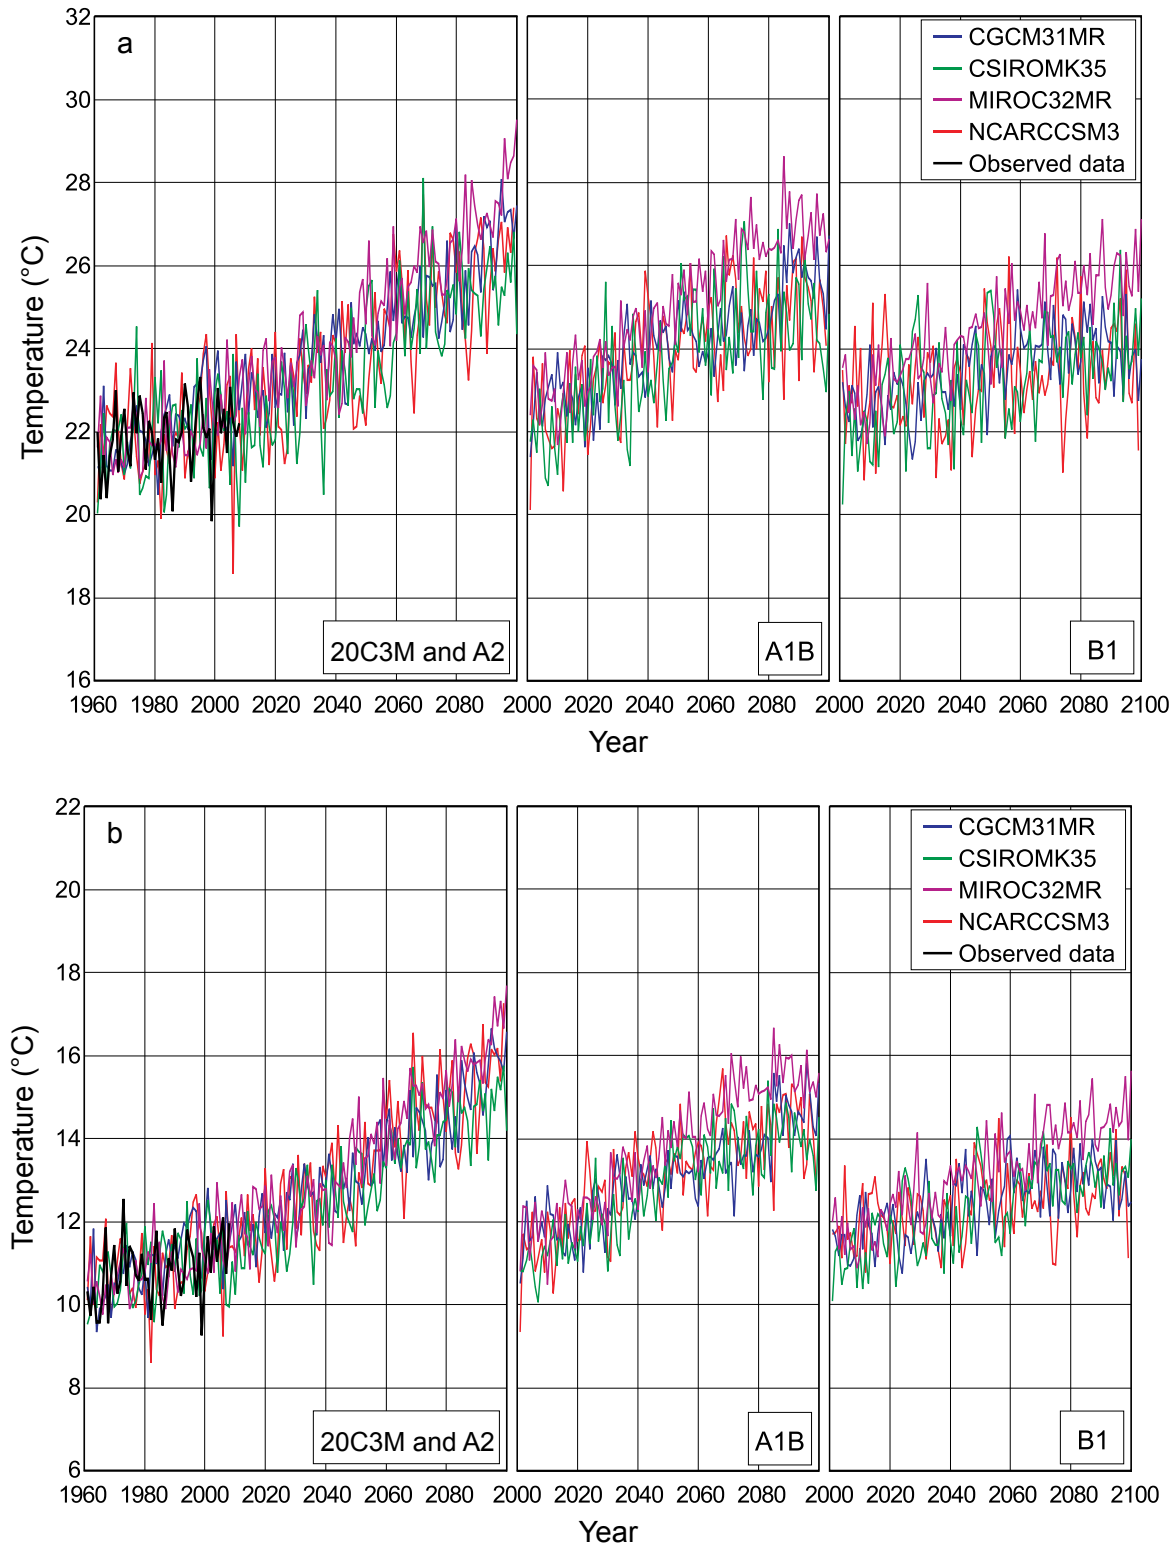 a
32
30
28
26
24
22
20
18
16
Temperature (°C)
CGCM31MR
CSIROMK35
MIROC32MR
NCARCCSM3
Observed data
20C3M and A2
A1B
B1
1960 1980 2000 2020 2040 2060 2080 2000 2020 2040 2060 2080 2000 2020 2040 2060 2080 2100
Year
b
22
20
18
16
14
12
10
8
6
Temperature (°C)
CGCM31MR
CSIROMK35
MIROC32MR
NCARCCSM3
Observed data
20C3M and A2
A1B
B1
1960 1980 2000 2020 2040 2060 2080 2000 2020 2040 2060 2080 2000 2020 2040 2060 2080 2100
Year